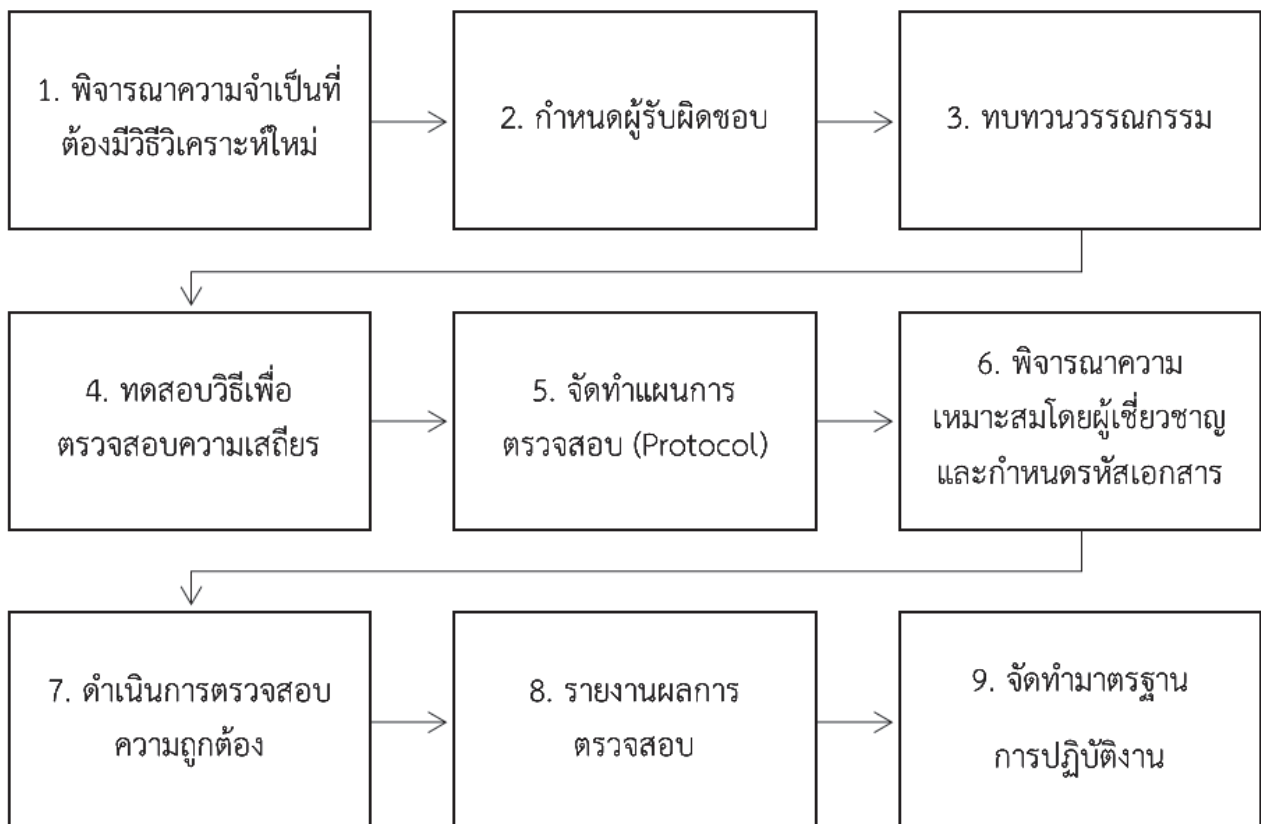 1. พิจารณาความจำเป็นที่
ต้องมีวิธีวิเคราะห์ใหม่
2. กำหนดผู้รับผิดชอบ
3. ทบทวนวรรณกรรม
4. ทดสอบวิธีเพื่อ
ตรวจสอบความเสถียร
5. จัดทำแผนการ
ตรวจสอบ (Protocol)
6. พิจารณาความ
เหมาะสมโดยผู้เชี่ยวชาญ
และกำหนดรหัสเอกสาร
7. ดำเนินการตรวจสอบ
ความถูกต้อง
8. รายงานผลการ
ตรวจสอบ
9. จัดทำมาตรฐาน
การปฏิบัติงาน